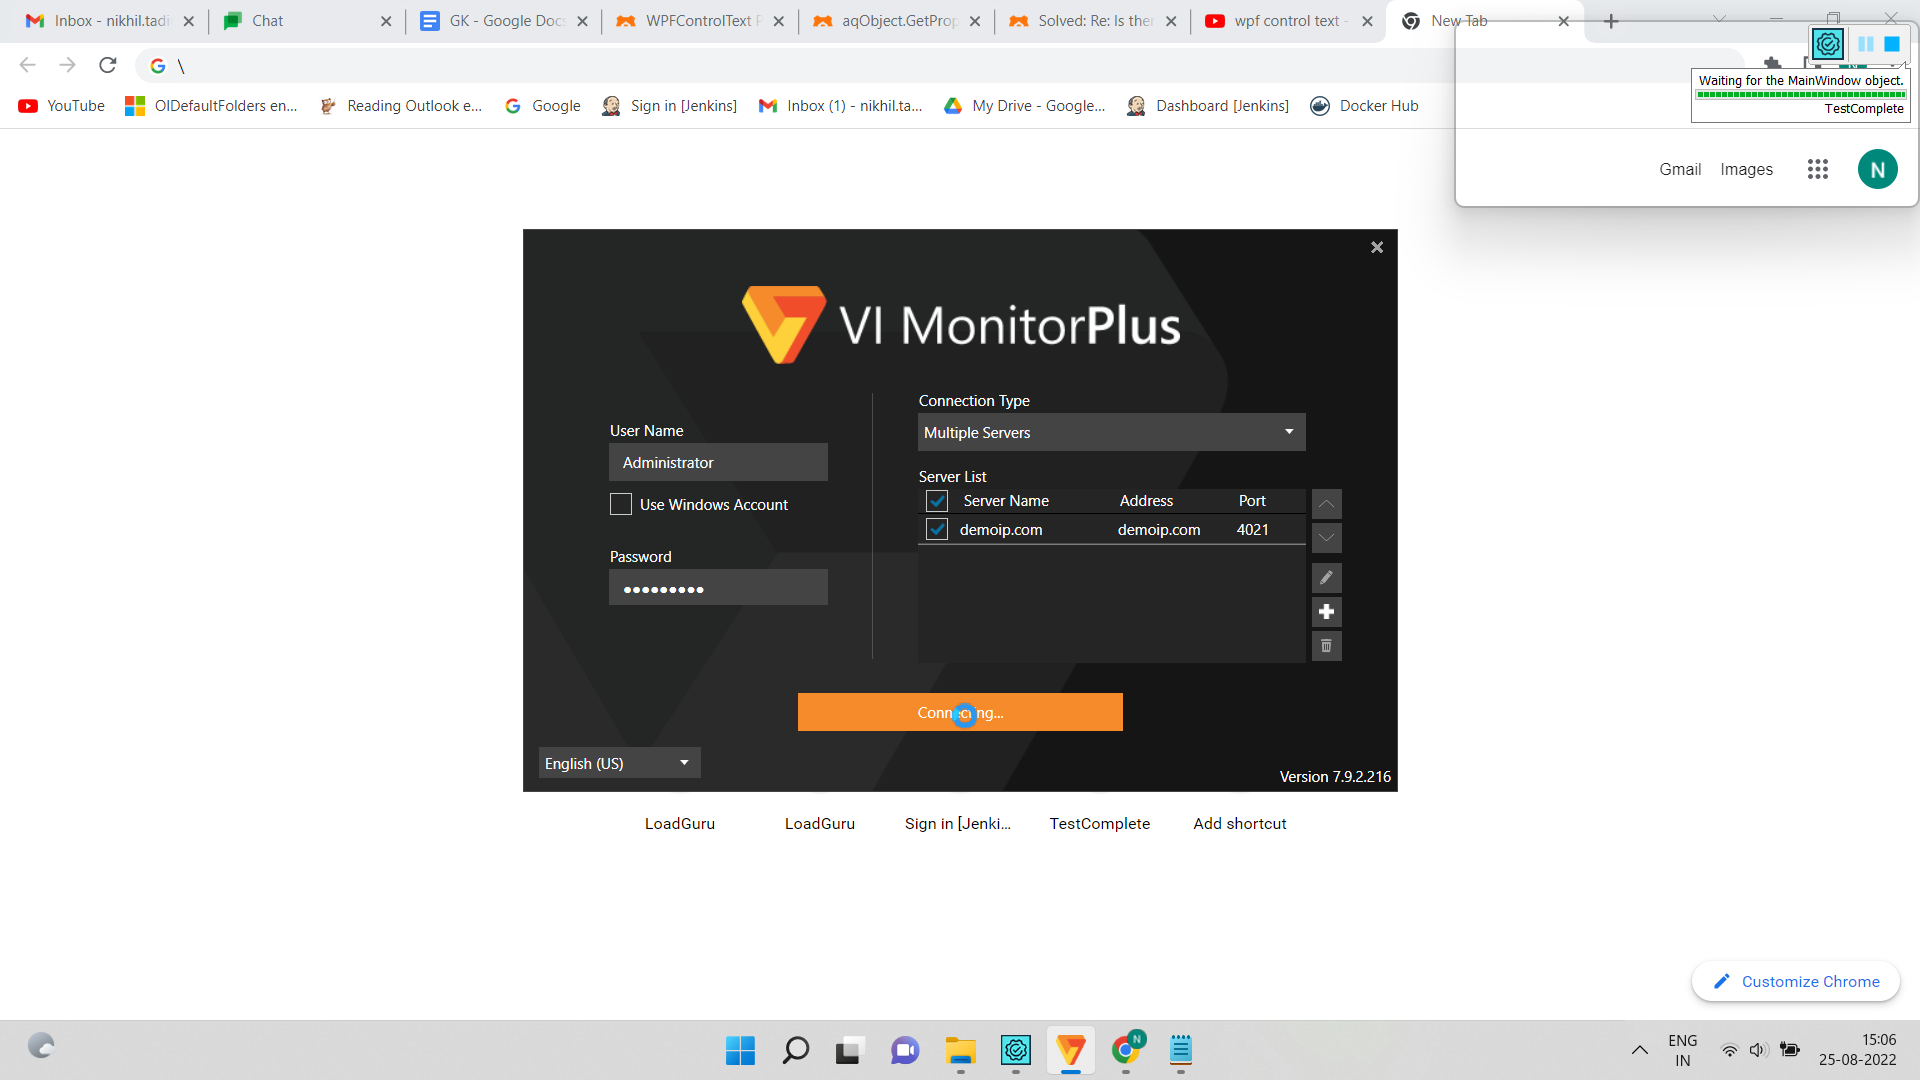 Inbox - nikhil.tadi
Chat
GK - Google Docs
WPFControlText P
aqObject.GetProp
Solved: Re: Is ther
wpf control text -
New Tab
\
Waiting for the MainWindow object.
TestComplete
YouTube
OlDefaultFolders en...
Reading Outlook e...
Google
Sign in [Jenkins]
Inbox (1) - nikhil.ta...
My Drive - Google...
Dashboard [Jenkins]
Docker Hub
Gmail
Images
N
VI MonitorPlus
User Name
Administrator
Use Windows Account
Password
Connection Type
Multiple Servers
Server List
Server Name Address Port
demoip.com demoip.com 4021
Connecting...
English (US)
Version 7.9.2.216
LoadGuru
LoadGuru
Sign in [Jenki...
TestComplete
Add shortcut
Customize Chrome
N
ENG
IN
15:06
25-08-2022